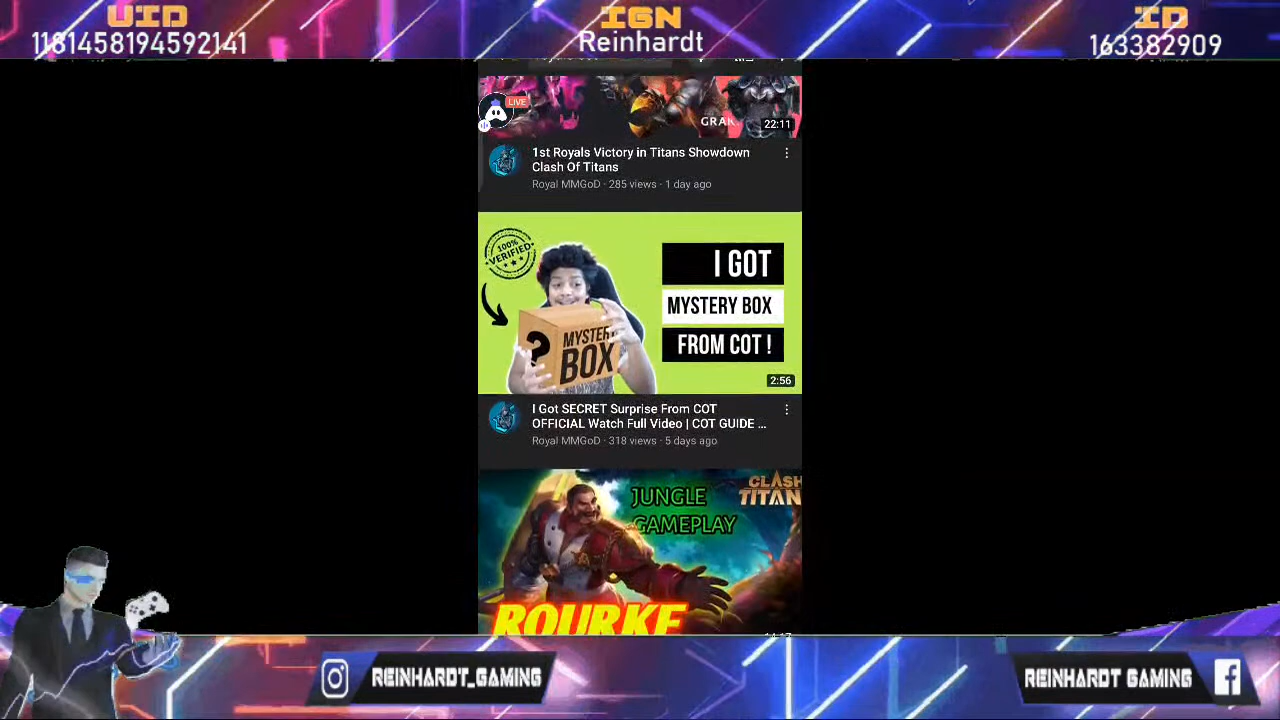 UID
IGN
ID
1181458194592141
Reinhardt
163382909
LIVE
GRAK
22:11
1st Royals Victory in Titans Showdown
Clash Of Titans
Royal MMGoD · 285 views · 1 day ago
100%
VERIFIED
I GOT
MYSTERY BOX
FROM COT !
?
MYSTERY
BOX
2:56
I Got SECRET Surprise From COT
OFFICIAL Watch Full Video | COT GUIDE ...
Royal MMGoD · 318 views · 5 days ago
JUNGLE
GAMEPLAY
CLASH
TITAN
ROURKE
REINHARDT_GAMING
REINHARDT GAMING